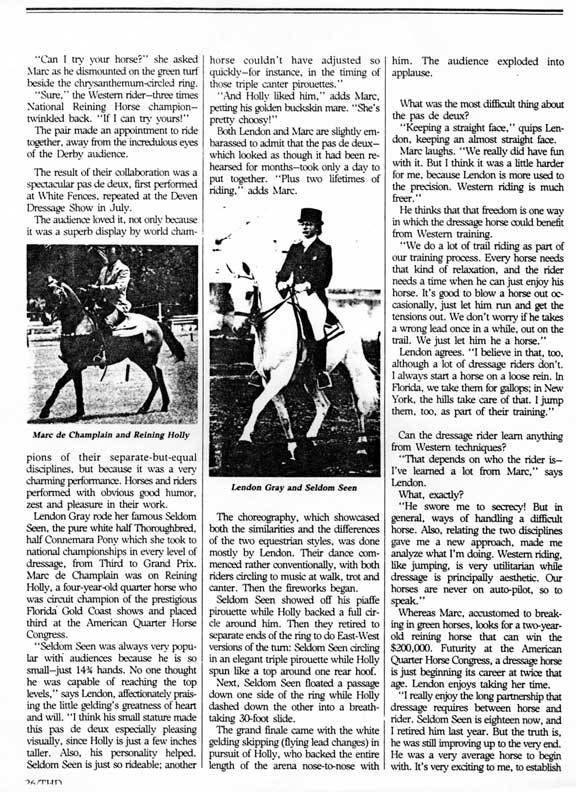 "Can I try your horse?" she asked
Marc as he dismounted on the green turf
beside the chrysanthemum-circled ring.
"Sure," the Western rider—three times
National Reining Horse champion—
twinkled back. "If I can try yours!"
The pair made an appointment to ride
together, away from the incredulous eyes
of the Derby audience.
The result of their collaboration was a
spectacular pas de deux, first performed
at White Fences, repeated at the Deven
Dressage Show in July.
The audience loved it, not only because
it was a superb display by world cham-
Marc de Champlain and Reining Holly
pions of their separate-but-equal
disciplines, but because it was a very
charming performance. Horses and riders
performed with obvious good humor,
zest and pleasure in their work.
Lendon Gray rode her famous Seldom
Seen, the pure white half Thoroughbred,
half Connemara Pony which she took to
national championships in every level of
dressage, from Third to Grand Prix.
Marc de Champlain was on Reining
Holly, a four-year-old quarter horse who
was circuit champion of the prestigious
Florida Gold Coast shows and placed
third at the American Quarter Horse
Congress.
"Seldom Seen was always very popu-
lar with audiences because he is so
small—just 14¾ hands. No one thought
he was capable of reaching the top
levels," says Lendon, affectionately prais-
ing the little gelding's greatness of heart
and will. "I think his small stature made
this pas de deux especially pleasing
visually, since Holly is just a few inches
taller. Also, his personality helped.
Seldom Seen is just so rideable; another
horse couldn't have adjusted so
quickly—for instance, in the timing of
those triple canter pirouettes."
"And Holly liked him," adds Marc,
petting his golden buckskin mare. "She's
pretty choosy!"
Both Lendon and Marc are slightly em-
barassed to admit that the pas de deux—
which looked as though it had been re-
hearsed for months—took only a day to
put together. "Plus two lifetimes of
riding," adds Marc.
Lendon Gray and Seldom Seen
The choreography, which showcased
both the similarities and the differences
of the two equestrian styles, was done
mostly by Lendon. Their dance com-
menced rather conventionally, with both
riders circling to music at walk, trot and
canter. Then the fireworks began.
Seldom Seen showed off his piaffe
pirouette while Holly backed a full cir-
cle around him. Then they retired to
separate ends of the ring to do East-West
versions of the turn: Seldom Seen circling
in an elegant triple pirouette while Holly
spun like a top around one rear hoof.
Next, Seldom Seen floated a passage
down one side of the ring while Holly
dashed down the other into a breath-
taking 30-foot slide.
The grand finale came with the white
gelding skipping (flying lead changes) in
pursuit of Holly, who backed the entire
length of the arena nose-to-nose with
him. The audience exploded into
applause.
What was the most difficult thing about
the pas de deux?
"Keeping a straight face," quips Len-
don, keeping an almost straight face.
Marc laughs. "We really did have fun
with it. But I think it was a little harder
for me, because Lendon is more used to
the precision. Western riding is much
freer."
He thinks that that freedom is one way
in which the dressage horse could benefit
from Western training.
"We do a lot of trail riding as part of
our training process. Every horse needs
that kind of relaxation, and the rider
needs a time when he can just enjoy his
horse. It's good to blow a horse out oc-
casionally, just let him run and get the
tensions out. We don't worry if he takes
a wrong lead once in a while, out on the
trail. We just let him he a horse."
Lendon agrees. "I believe in that, too,
although a lot of dressage riders don't.
I always start a horse on a loose rein. In
Florida, we take them for gallops; in New
York, the hills take care of that. I jump
them, too, as part of their training."
Can the dressage rider learn anything
from Western techniques?
"That depends on who the rider is—
I've learned a lot from Marc," says
Lendon.
What, exactly?
"He swore me to secrecy! But in
general, ways of handling a difficult
horse. Also, relating the two disciplines
gave me a new approach, made me
analyze what I'm doing. Western riding,
like jumping, is very utilitarian while
dressage is principally aesthetic. Our
horses are never on auto-pilot, so to
speak."
Whereas Marc, accustomed to break-
ing in green horses, looks for a two-year-
old reining horse that can win the
$200,000. Futurity at the American
Quarter Horse Congress, a dressage horse
is just beginning its career at twice that
age. Lendon enjoys taking her time.
"I really enjoy the long partnership that
dressage requires between horse and
rider. Seldom Seen is eighteen now, and
I retired him last year. But the truth is,
he was still improving up to the very end.
He was a very average horse to begin
with. It's very exciting to me, to establish